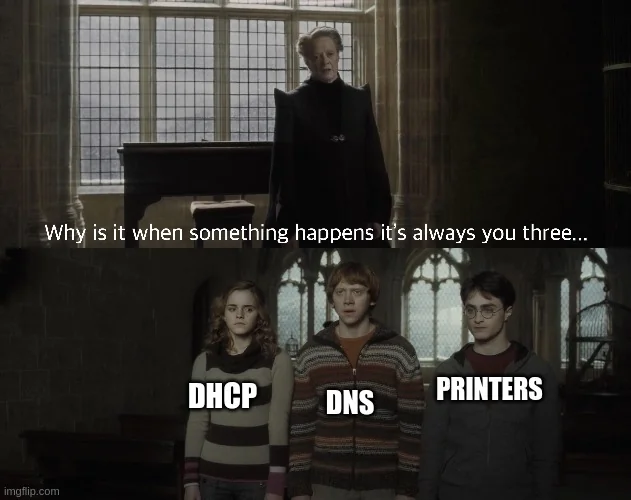 Why is it when something happens it's always you three...
DHCP
DNS
PRINTERS
imgflip.com